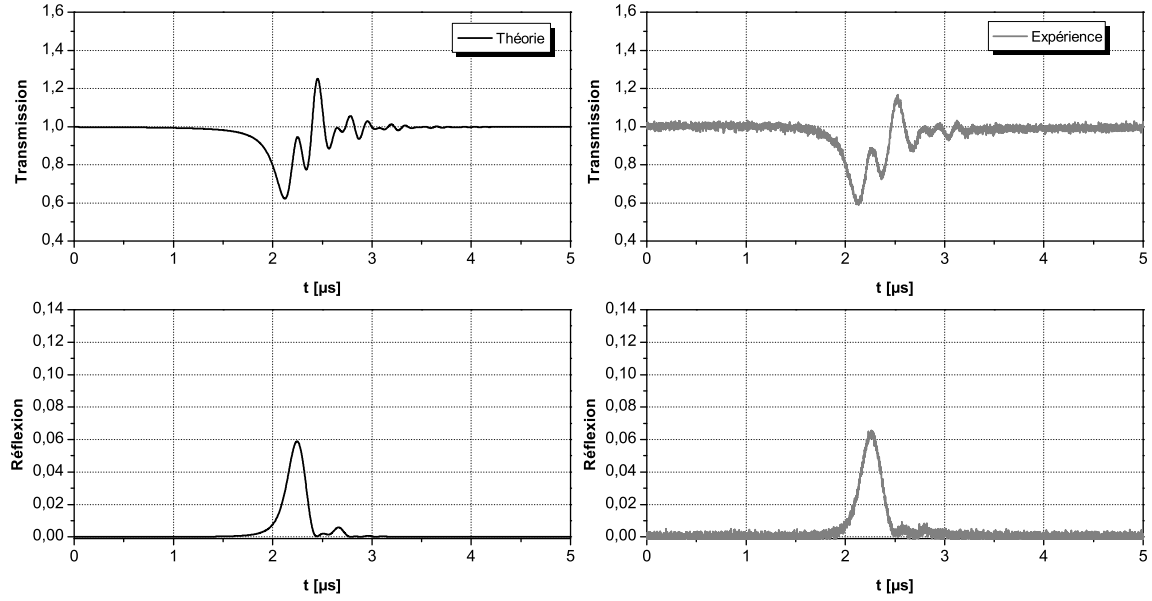 1,6
1,4
1,2
1,0
0,8
0,6
0,4
Transmission
Théorie
0 1 2 3 4 5
t [µs]
1,6
1,4
1,2
1,0
0,8
0,6
0,4
Transmission
Expérience
0 1 2 3 4 5
t [µs]
0,14
0,12
0,10
0,08
0,06
0,04
0,02
0,00
Réflexion
0 1 2 3 4 5
t [µs]
0,14
0,12
0,10
0,08
0,06
0,04
0,02
0,00
Réflexion
0 1 2 3 4 5
t [µs]